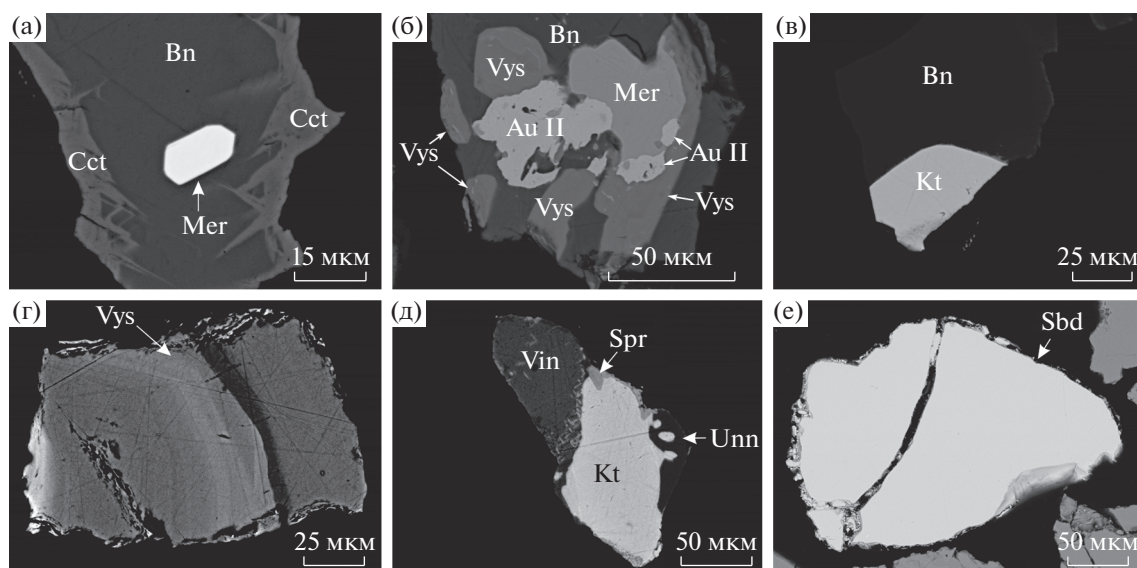 (а)
Bn
Cct
Cct
Mer
15 мкм
(б)
Bn
Vys
Mer
Au II
Vys
Au II
Vys
Vys
50 мкм
(в)
Bn
Kt
25 мкм
(г)
Vys
25 мкм
(д)
Vin
Spr
Unn
Kt
50 мкм
(е)
Sbd
50 мкм